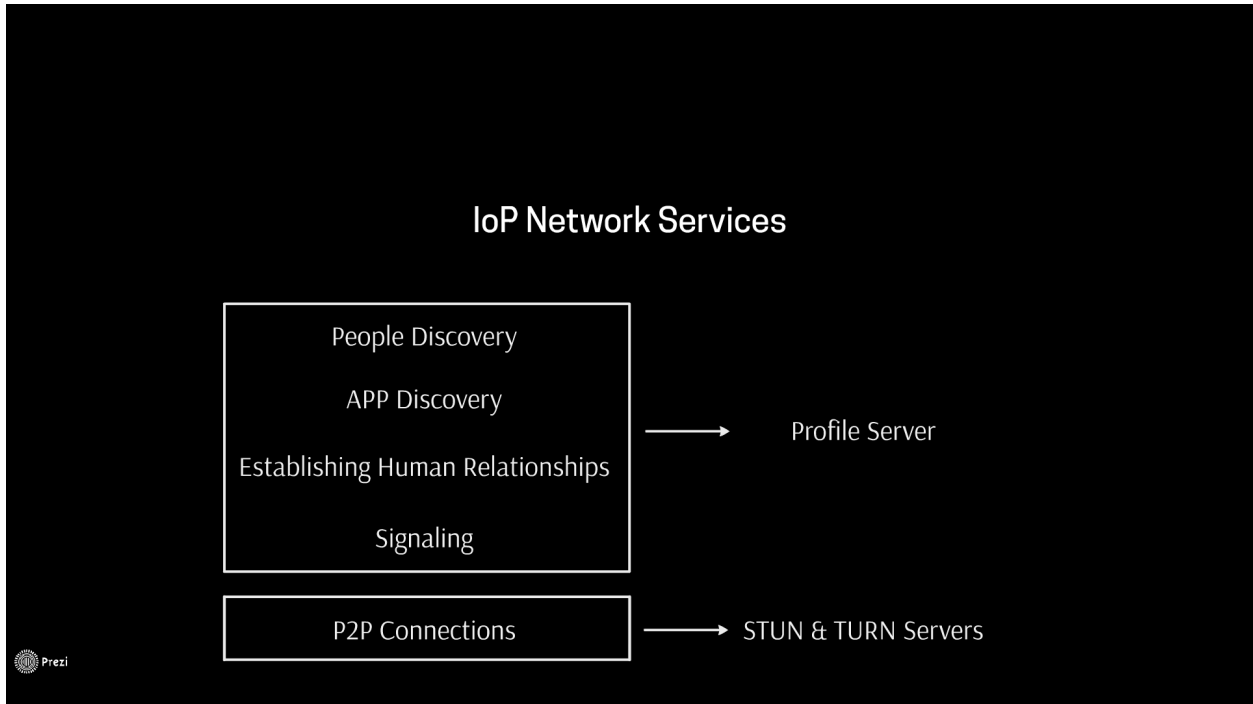 IoP Network Services
People Discovery
APP Discovery
Establishing Human Relationships
Profile Server
Signaling
P2P Connections
STUN & TURN Servers
Prezi